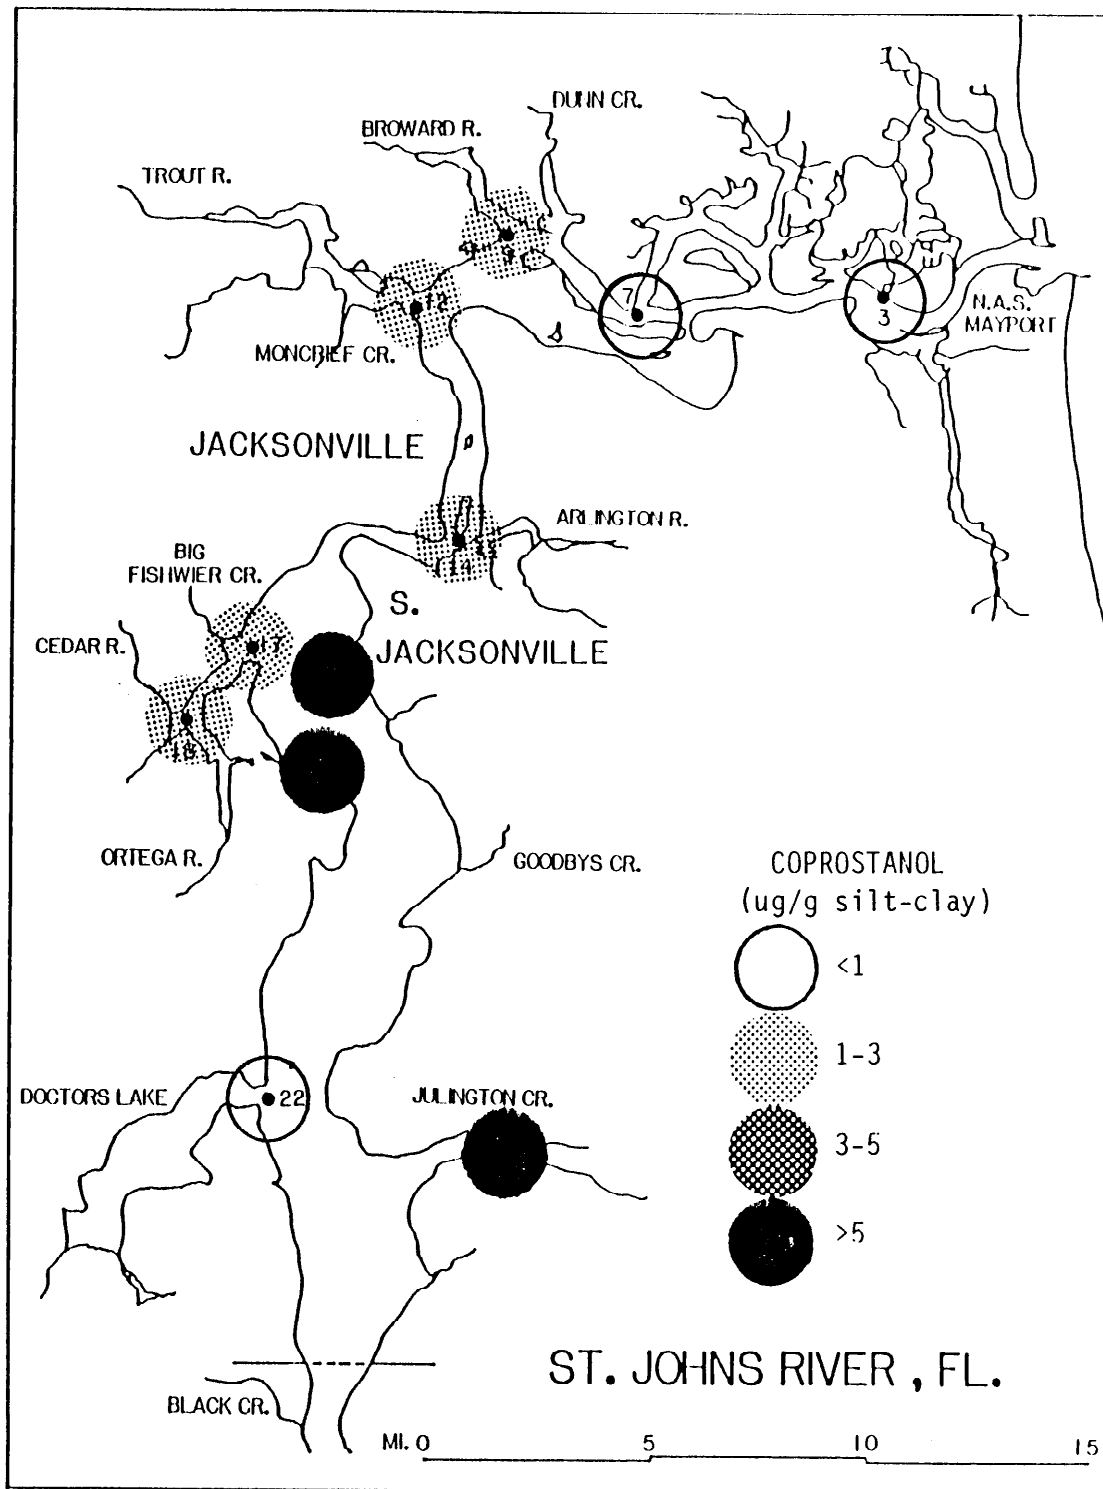 DUNN CR.
BROWARD R.
TROUT R.
9
7
12
3
N.A.S.
MAYPORT
MONCRIEF CR.
JACKSONVILLE
ARLINGTON R.
14
BIG
FISHWIER CR.
S.
JACKSONVILLE
CEDAR R.
17
18
ORTEGA R.
GOODBYS CR.
COPROSTANOL
(ug/g silt-clay)
<1
1-3
3-5
>5
DOCTORS LAKE
22
JULINGTON CR.
ST. JOHNS RIVER, FL.
BLACK CR.
MI. 0 5 10 15